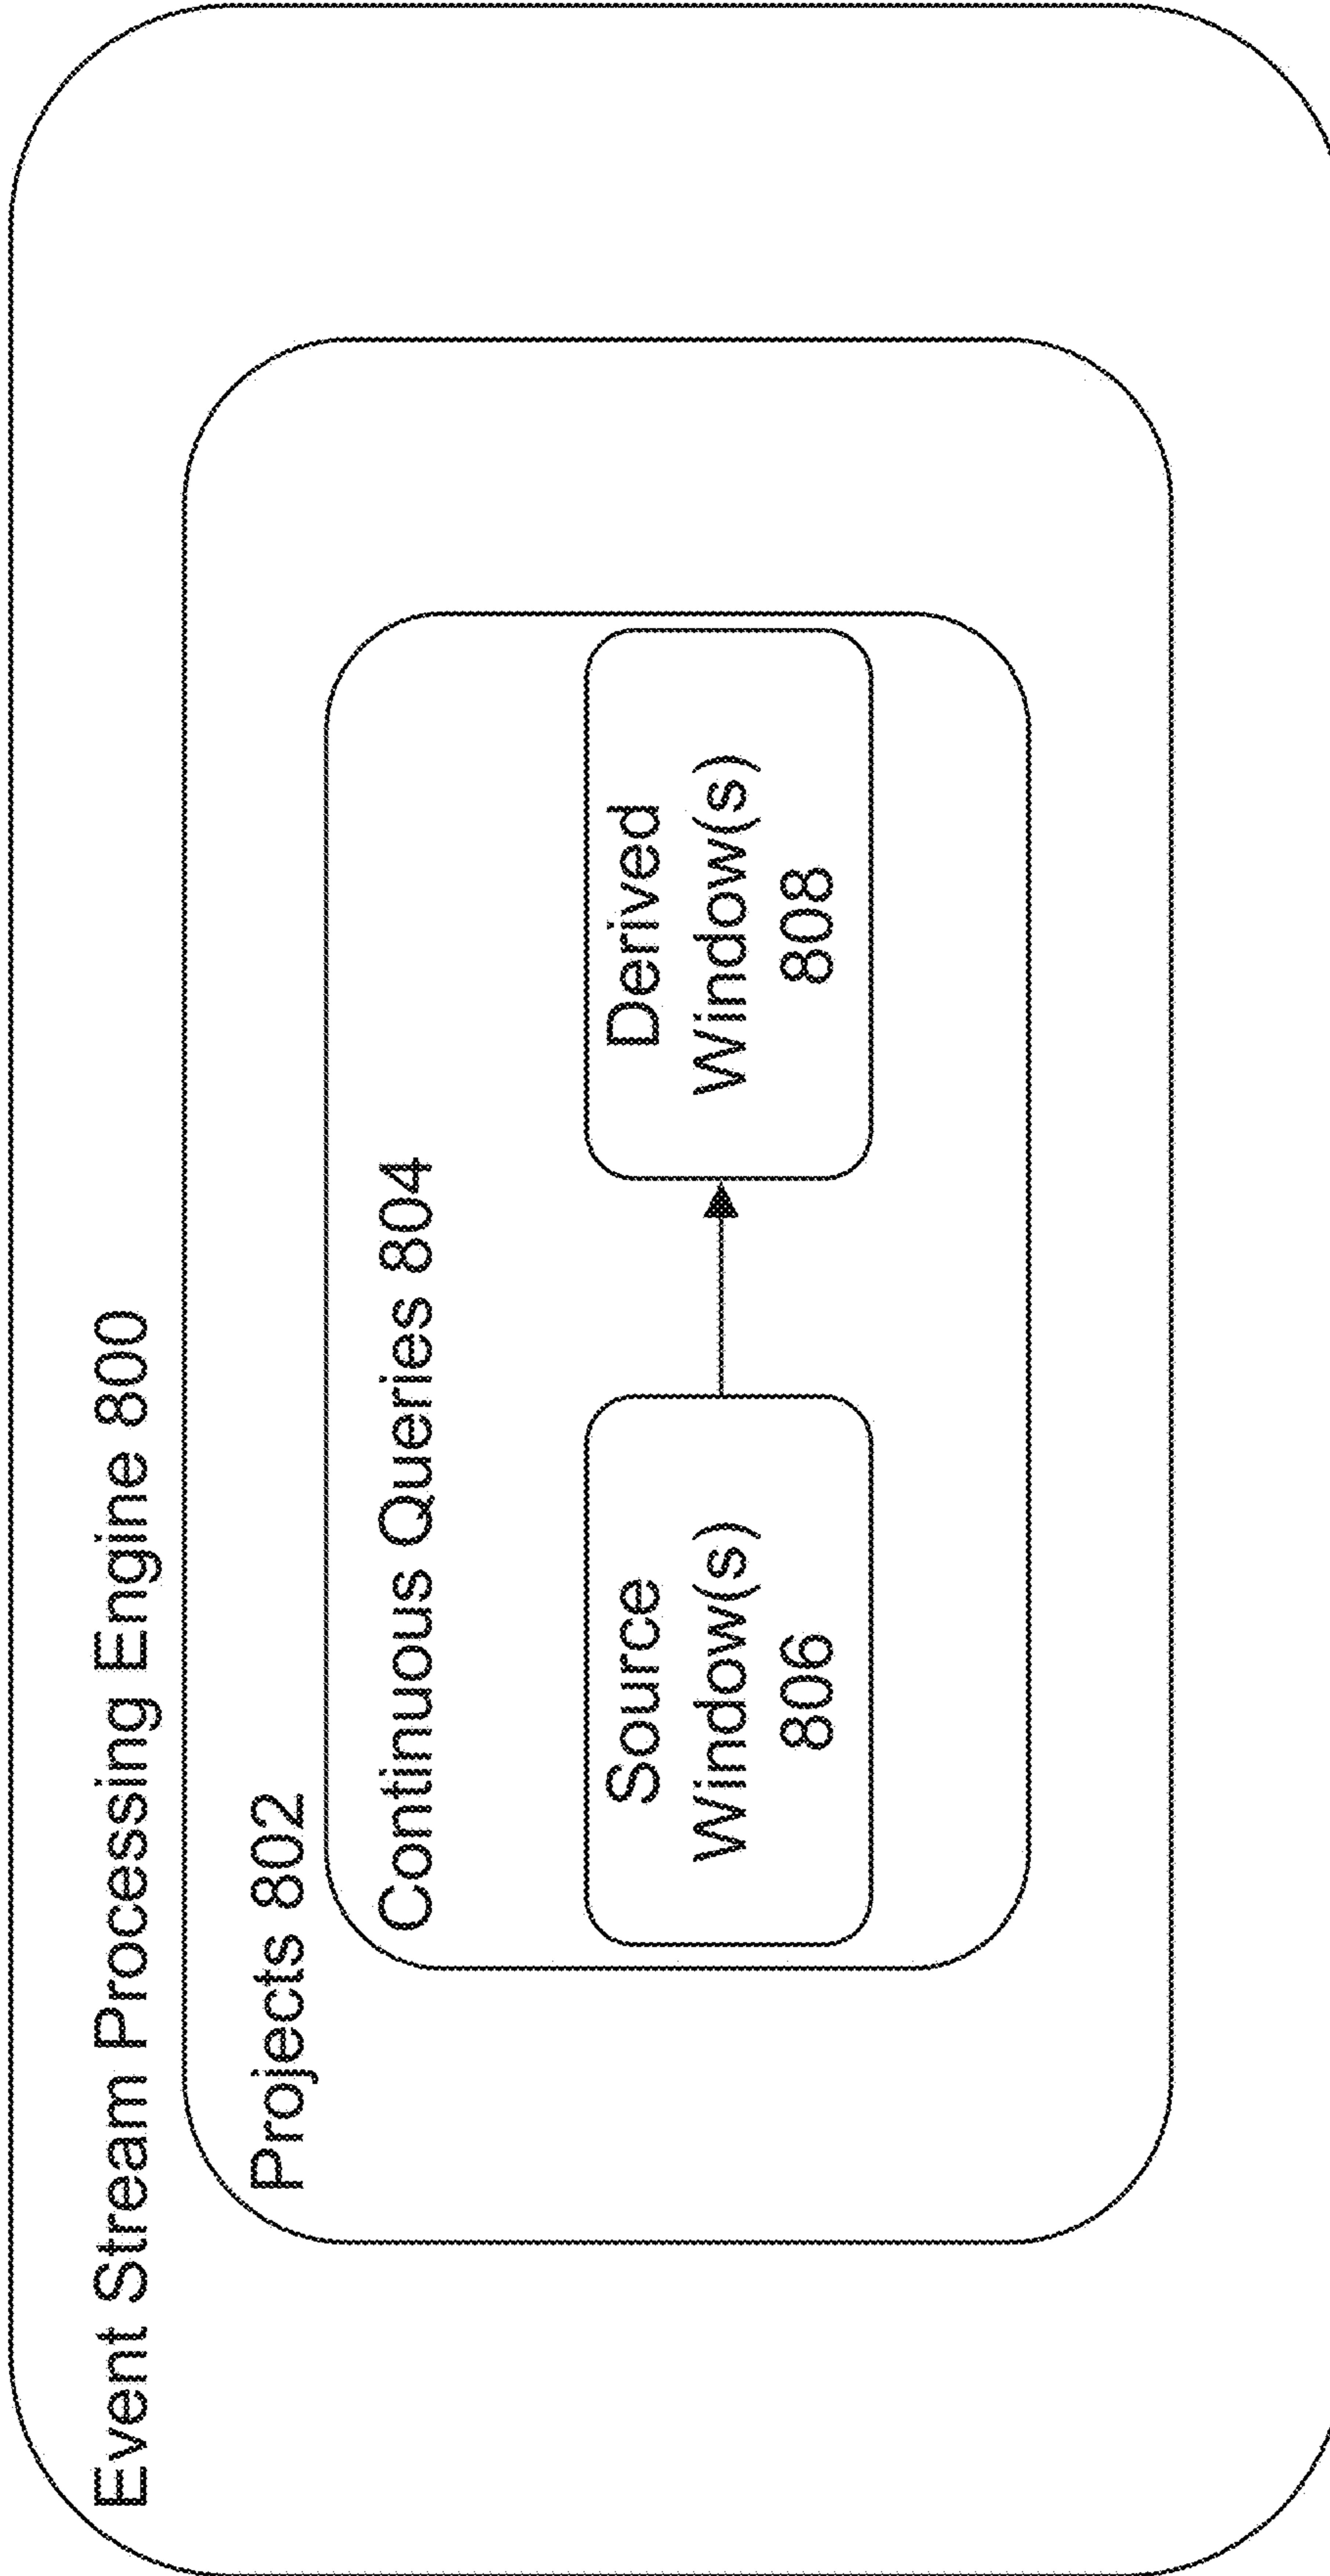 Event Stream Processing Engine 800
Projects 802
Continuous Queries 804
Source
Window(s)
806
Derived
Window(s)
808